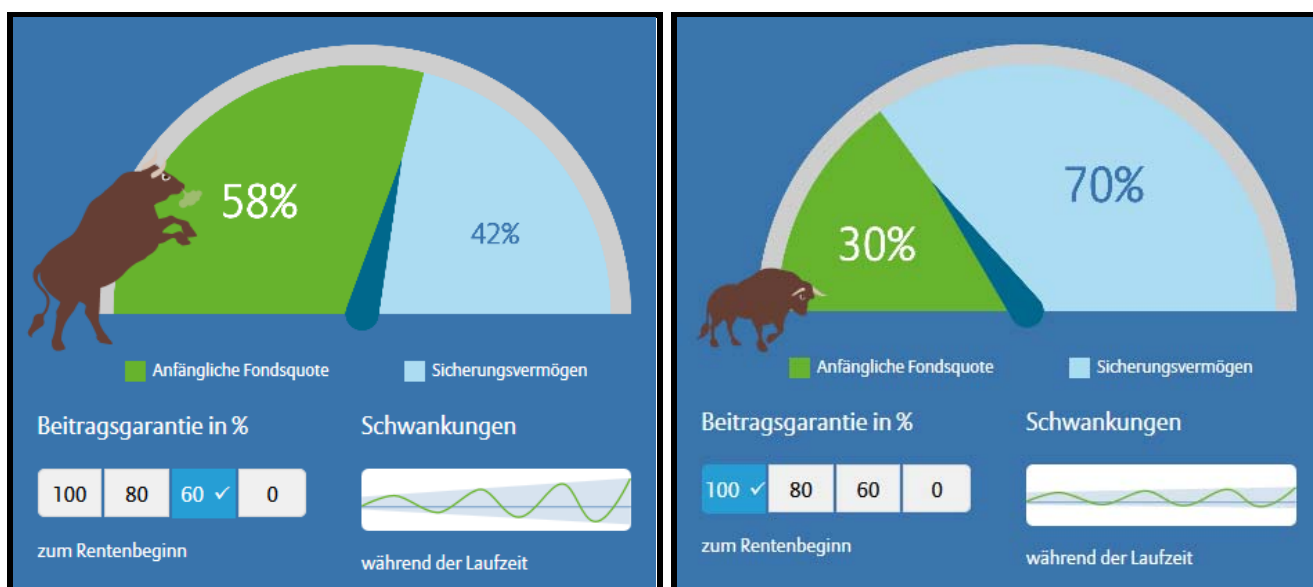 58%
42%
Anfängliche Fondsquote
Sicherungsvermögen
Beitragsgarantie in %
Schwankungen
100 80 60 ✓ 0
zum Rentenbeginn
während der Laufzeit
70%
30%
Anfängliche Fondsquote
Sicherungsvermögen
Beitragsgarantie in %
Schwankungen
100 ✓ 80 60 0
zum Rentenbeginn
während der Laufzeit